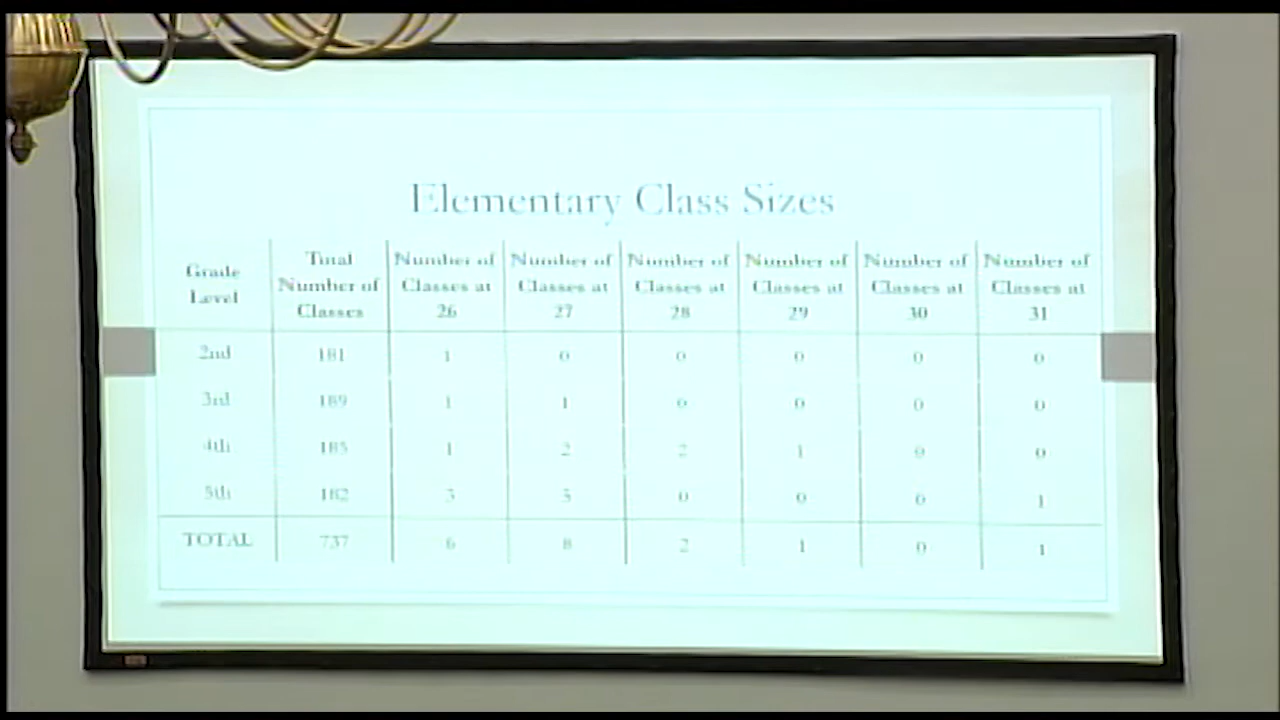 Elementary Class Sizes
Grade Level Total Number of Classes Number of Classes at 26 Number of Classes at 27 Number of Classes at 28 Number of Classes at 29 Number of Classes at 30 Number of Classes at 31
2nd 181 1 0 0 0 0 0
3rd 189 1 1 0 0 0 0
4th 185 1 2 2 1 0 0
5th 182 3 5 0 0 0 1
TOTAL 737 6 8 2 1 0 1